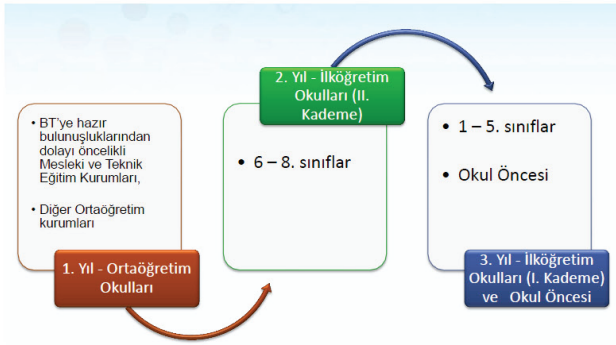 • BT'ye hazır
bulunuşluklarından
dolayı öncelikli
Mesleki ve Teknik
Eğitim Kurumları,
• Diğer Ortaöğretim
kurumları
1. Yıl - Ortaöğretim
Okulları
2. Yıl - İlköğretim
Okulları (II.
Kademe)
• 6 – 8. sınıflar
• 1 – 5. sınıflar
• Okul Öncesi
3. Yıl - İlköğretim
Okulları (I. Kademe)
ve Okul Öncesi